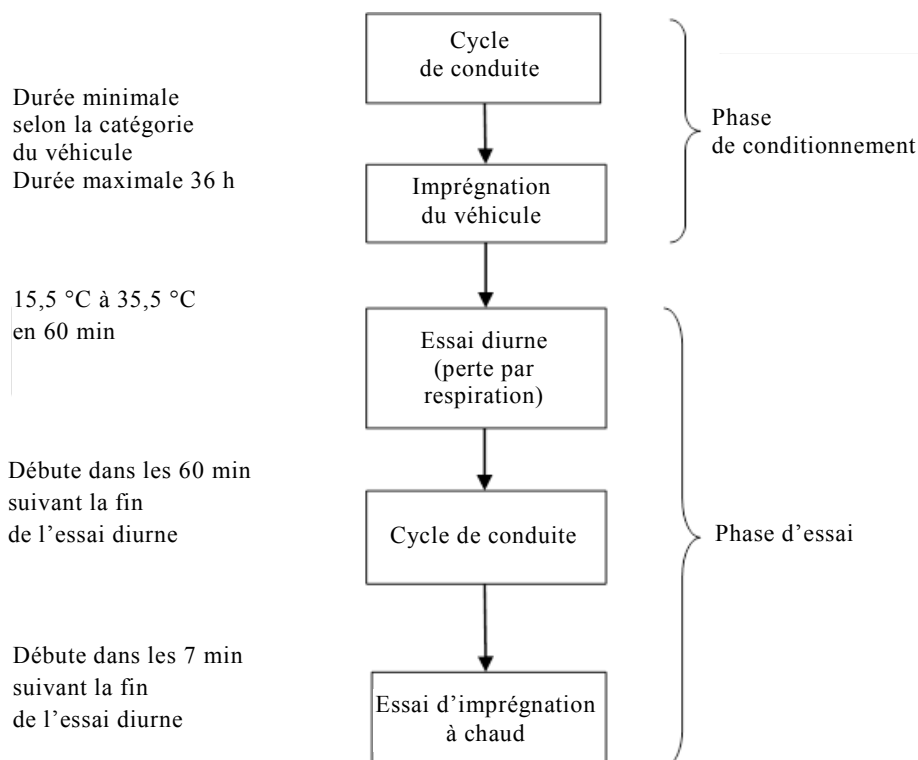 Cycle
de conduite
Durée minimale
selon la catégorie
du véhicule
Durée maximale 36 h
Phase
de conditionnement
Imprégnation
du véhicule
15,5 °C à 35,5 °C
en 60 min
Essai diurne
(perte par
respiration)
Débute dans les 60 min
suivant la fin
de l’essai diurne
Cycle de conduite
Phase d’essai
Débute dans les 7 min
suivant la fin
de l’essai diurne
Essai d’imprégnation
à chaud